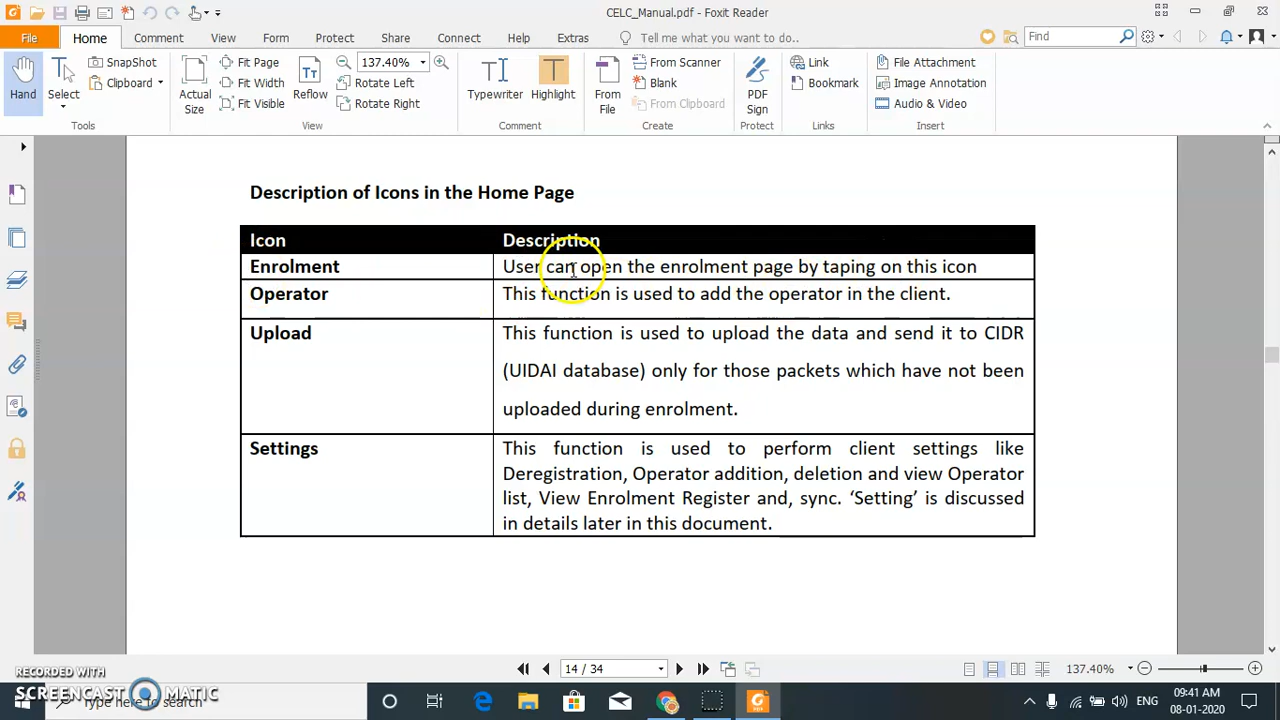 CELC_Manual.pdf - Foxit Reader
File Home Comment View Form Protect Share Connect Help Extras Tell me what you want to do.. Find
Hand
Select
SnapShot
Clipboard
Tools
Actual
Size
Fit Page
Fit Width
Fit Visible
Reflow
137.40%
Rotate Left
Rotate Right
View
Typewriter
Highlight
Comment
From
File
From Scanner
Blank
From Clipboard
Create
PDF
Sign
Protect
Link
Bookmark
Links
File Attachment
Image Annotation
Audio & Video
Insert
Description of Icons in the Home Page
Icon Description
Enrolment User can open the enrolment page by taping on this icon
Operator This function is used to add the operator in the client.
Upload This function is used to upload the data and send it to CIDR
(UIDAI database) only for those packets which have not been
uploaded during enrolment.
Settings This function is used to perform client settings like
Deregistration, Operator addition, deletion and view Operator
list, View Enrolment Register and, sync. ‘Setting’ is discussed
in details later in this document.
14 / 34
137.40%
RECORDED WITH
SCREENCAST MATIC
Type here to search
ENG
09:41 AM
08-01-2020